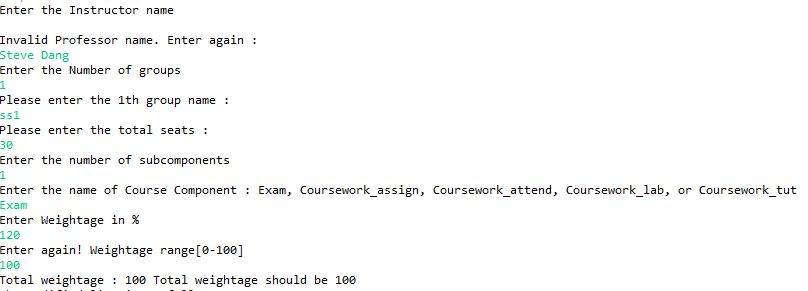 Enter the Instructor name
Invalid Professor name. Enter again :
Steve Dang
Enter the Number of groups
1
Please enter the 1th group name :
ss1
Please enter the total seats :
30
Enter the number of subcomponents
1
Enter the name of Course Component : Exam, Coursework_assign, Coursework_attend, Coursework_lab, or Coursework_tut
Exam
Enter Weightage in %
120
Enter again! Weightage range[0-100]
100
Total weightage : 100 Total weightage should be 100